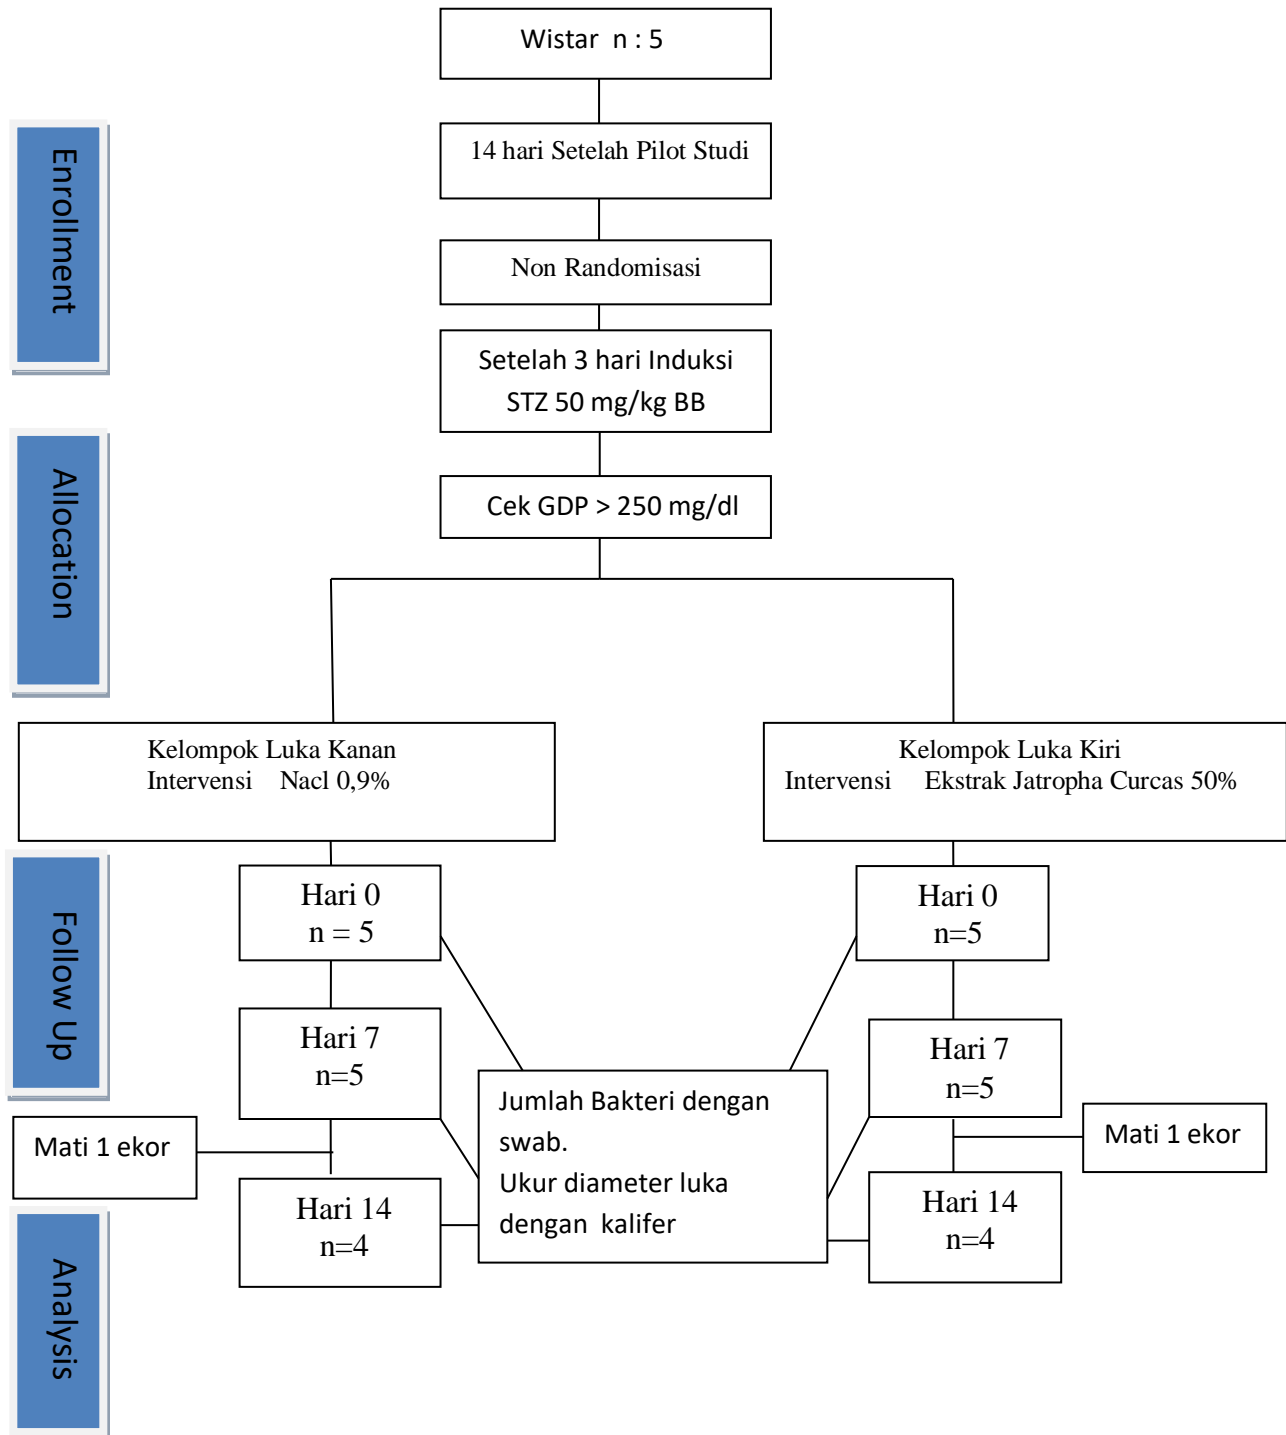 Wistar n : 5
Enrollment
14 hari Setelah Pilot Studi
Non Randomisasi
Setelah 3 hari Induksi
STZ 50 mg/kg BB
Allocation
Cek GDP > 250 mg/dl
Kelompok Luka Kanan
Intervensi Nacl 0,9%
Kelompok Luka Kiri
Intervensi Ekstrak Jatropha Curcas 50%
Follow Up
Hari 0
n = 5
Hari 0
n=5
Hari 7
n=5
Hari 7
n=5
Jumlah Bakteri dengan
swab.
Ukur diameter luka
dengan kalifer
Mati 1 ekor
Mati 1 ekor
Hari 14
n=4
Hari 14
n=4
Analysis